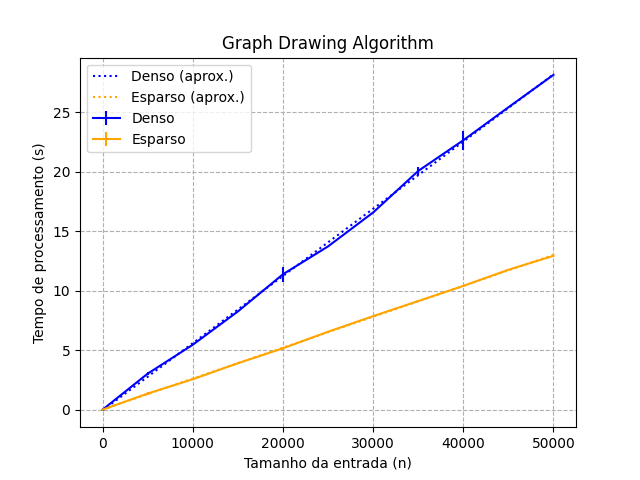 Graph Drawing Algorithm
Denso (aprox.)
Esparso (aprox.)
Denso
Esparso
Tempo de processamento (s)
25
20
15
10
5
0
0 10000 20000 30000 40000 50000
Tamanho da entrada (n)